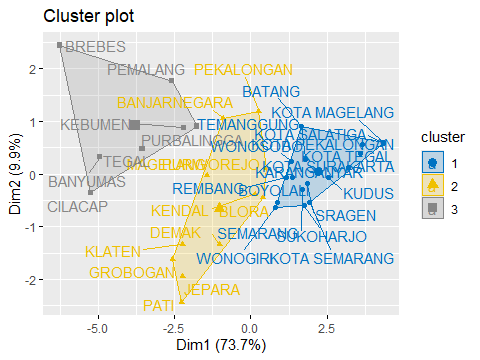 Cluster plot
BREBES
PEMALANG
PEKALONGAN
BATANG
BANJARNEGARA
KOTA MAGELANG
KEBUMEN
TEMANGGUNG
KOTA SALATIGA
PURBALINGGA
WONOSOBO
KOTA PEKALONGAN
TEGAL
PURWOREJO
KOTA TEGAL
KOTA SURAKARTA
KARANGANYAR
BANYUMAS
REMBANG
BOYOLALI
KUDUS
CILACAP
KENDAL
BLORA
SRAGEN
DEMAK
SEMARANG
SUKOHARJO
KLATEN
WONOGIRI
KOTA SEMARANG
GROBOGAN
JEPARA
PATI
2
1
0
-1
-2
-5.0
-2.5
0.0
2.5
Dim1 (73.7%)
Dim2 (9.9%)
cluster
1
2
3